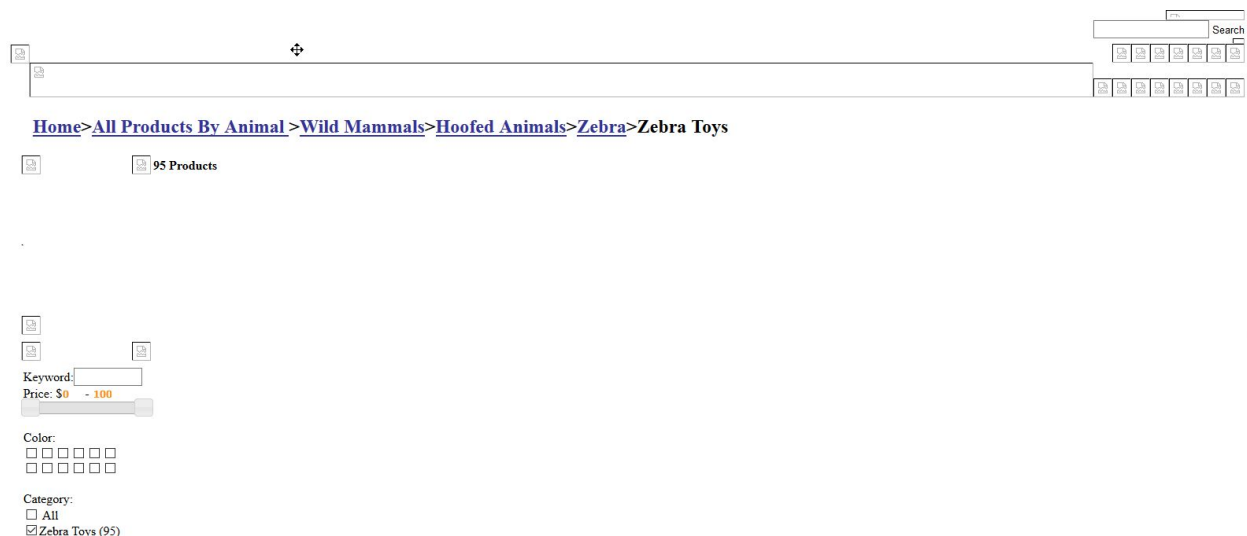 Search
Home>All Products By Animal >Wild Mammals>Hoofed Animals>Zebra>Zebra Toys
95 Products
Keyword:
Price: $0 - 100
Color:
Category:
All
Zebra Toys (95)